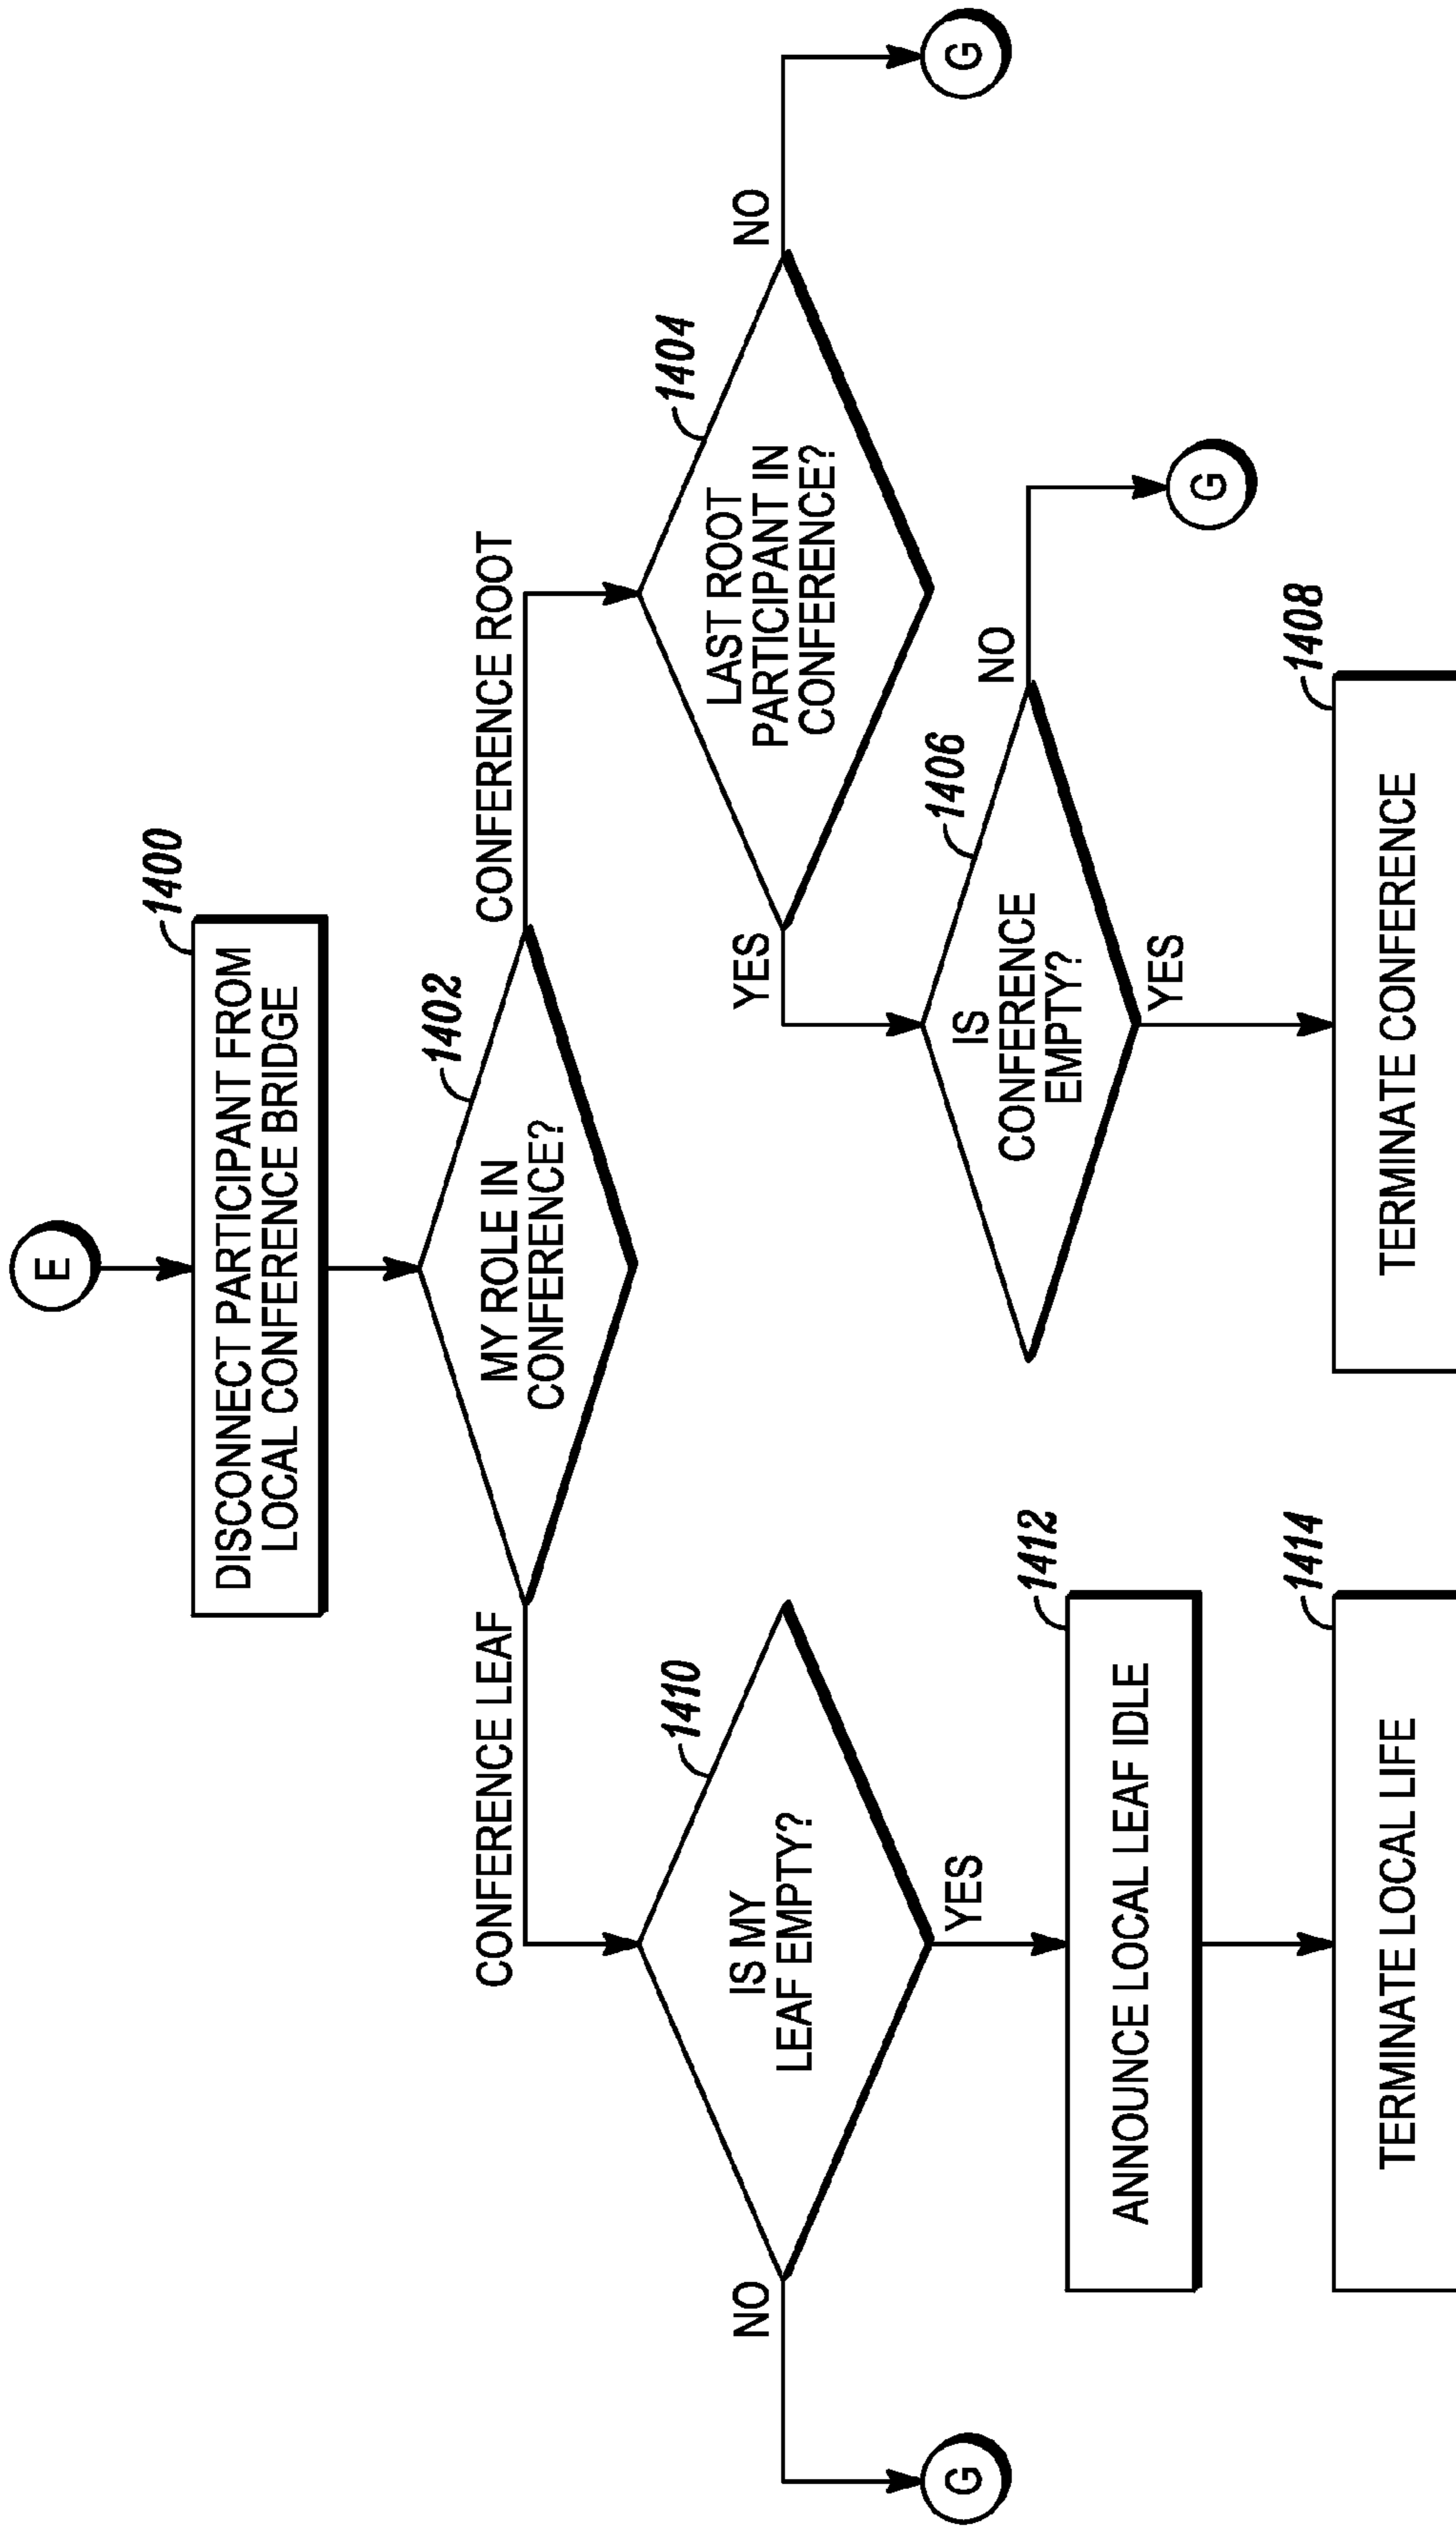 E
1400
DISCONNECT PARTICIPANT FROM
LOCAL CONFERENCE BRIDGE
1402
MY ROLE IN
CONFERENCE?
CONFERENCE LEAF
CONFERENCE ROOT
1410
IS MY
LEAF EMPTY?
NO
YES
G
1404
LAST ROOT
PARTICIPANT IN
CONFERENCE?
YES
NO
G
1406
IS
CONFERENCE
EMPTY?
NO
YES
G
1412
ANNOUNCE LOCAL LEAF IDLE
1414
TERMINATE LOCAL LIFE
1408
TERMINATE CONFERENCE